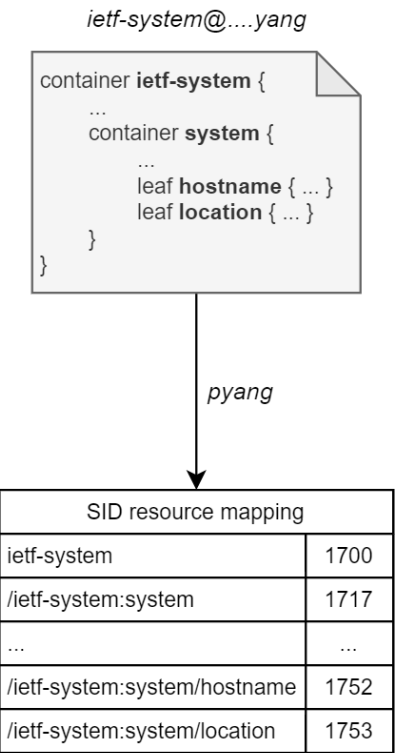 ietf-system@....yang
container ietf-system {
...
container system {
...
leaf hostname { ... }
leaf location { ... }
}
}
pyang
SID resource mapping
ietf-system 1700
/ietf-system:system 1717
... ...
/ietf-system:system/hostname 1752
/ietf-system:system/location 1753